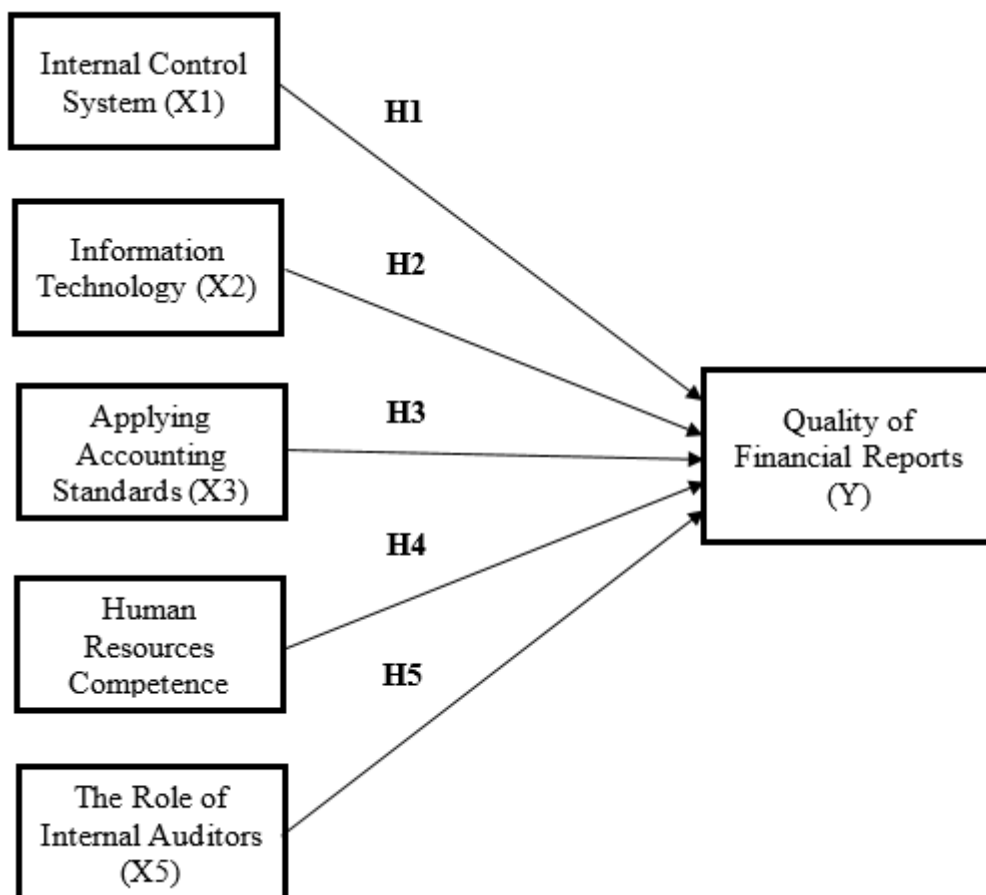 Internal Control
System (X1)
H1
Information
Technology (X2)
H2
Applying
Accounting
Standards (X3)
H3
Quality of
Financial Reports
(Y)
Human
Resources
Competence
H4
The Role of
Internal Auditors
(X5)
H5